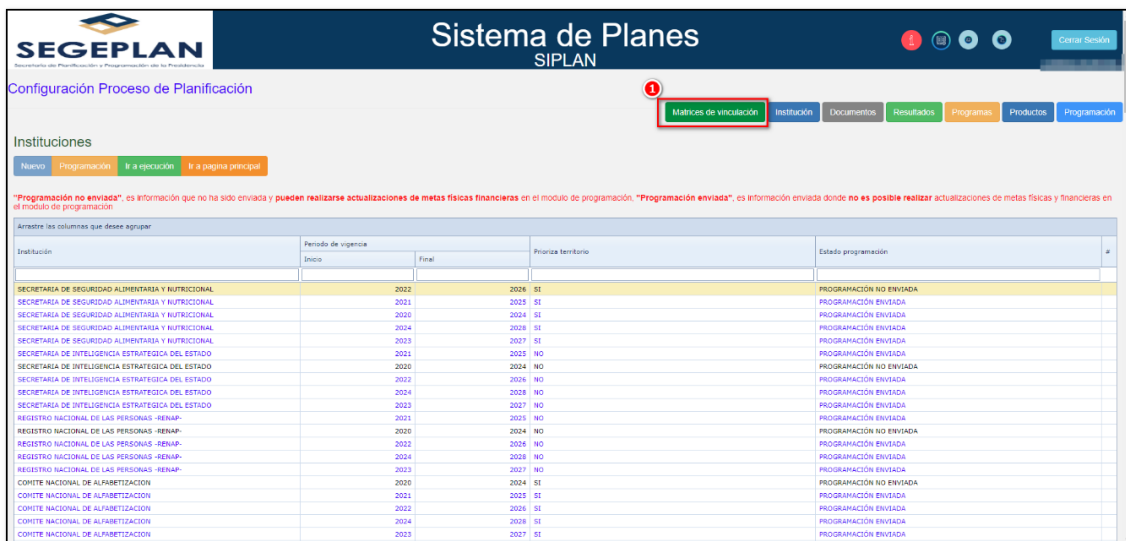 SEGEPLAN
Secretaría de Planificación y Programación de la Presidencia
Sistema de Planes
SIPLAN
Cerrar Sesión
Configuración Proceso de Planificación
1
Matrices de vinculación Institución Documentos Resultados Programas Productos Programación
Instituciones
Nuevo Programación Ir a ejecución Ir a pagina principal
"Programación no enviada", es información que no ha sido enviada y pueden realizarse actualizaciones de metas físicas financieras en el modulo de programación, "Programación enviada", es información enviada donde no es posible realizar actualizaciones de metas físicas y financieras en
el modulo de programación
Arrastre las columnas que desee agrupar
Institución Periodo de vigencia Prioriza territorio Estado programación #
Inicio Final
SECRETARIA DE SEGURIDAD ALIMENTARIA Y NUTRICIONAL 2022 2026 SI PROGRAMACIÓN NO ENVIADA
SECRETARIA DE SEGURIDAD ALIMENTARIA Y NUTRICIONAL 2021 2025 SI PROGRAMACIÓN ENVIADA
SECRETARIA DE SEGURIDAD ALIMENTARIA Y NUTRICIONAL 2020 2024 SI PROGRAMACIÓN ENVIADA
SECRETARIA DE SEGURIDAD ALIMENTARIA Y NUTRICIONAL 2024 2028 SI PROGRAMACIÓN ENVIADA
SECRETARIA DE SEGURIDAD ALIMENTARIA Y NUTRICIONAL 2023 2027 SI PROGRAMACIÓN ENVIADA
SECRETARIA DE INTELIGENCIA ESTRATEGICA DEL ESTADO 2021 2025 NO PROGRAMACIÓN ENVIADA
SECRETARIA DE INTELIGENCIA ESTRATEGICA DEL ESTADO 2020 2024 NO PROGRAMACIÓN NO ENVIADA
SECRETARIA DE INTELIGENCIA ESTRATEGICA DEL ESTADO 2022 2026 NO PROGRAMACIÓN ENVIADA
SECRETARIA DE INTELIGENCIA ESTRATEGICA DEL ESTADO 2024 2028 NO PROGRAMACIÓN ENVIADA
SECRETARIA DE INTELIGENCIA ESTRATEGICA DEL ESTADO 2023 2027 NO PROGRAMACIÓN ENVIADA
REGISTRO NACIONAL DE LAS PERSONAS -RENAP- 2021 2025 NO PROGRAMACIÓN ENVIADA
REGISTRO NACIONAL DE LAS PERSONAS -RENAP- 2020 2024 NO PROGRAMACIÓN NO ENVIADA
REGISTRO NACIONAL DE LAS PERSONAS -RENAP- 2022 2026 NO PROGRAMACIÓN ENVIADA
REGISTRO NACIONAL DE LAS PERSONAS -RENAP- 2024 2028 NO PROGRAMACIÓN ENVIADA
REGISTRO NACIONAL DE LAS PERSONAS -RENAP- 2023 2027 NO PROGRAMACIÓN ENVIADA
COMITE NACIONAL DE ALFABETIZACION 2020 2024 SI PROGRAMACIÓN NO ENVIADA
COMITE NACIONAL DE ALFABETIZACION 2021 2025 SI PROGRAMACIÓN ENVIADA
COMITE NACIONAL DE ALFABETIZACION 2022 2026 SI PROGRAMACIÓN ENVIADA
COMITE NACIONAL DE ALFABETIZACION 2024 2028 SI PROGRAMACIÓN ENVIADA
COMITE NACIONAL DE ALFABETIZACION 2023 2027 SI PROGRAMACIÓN ENVIADA